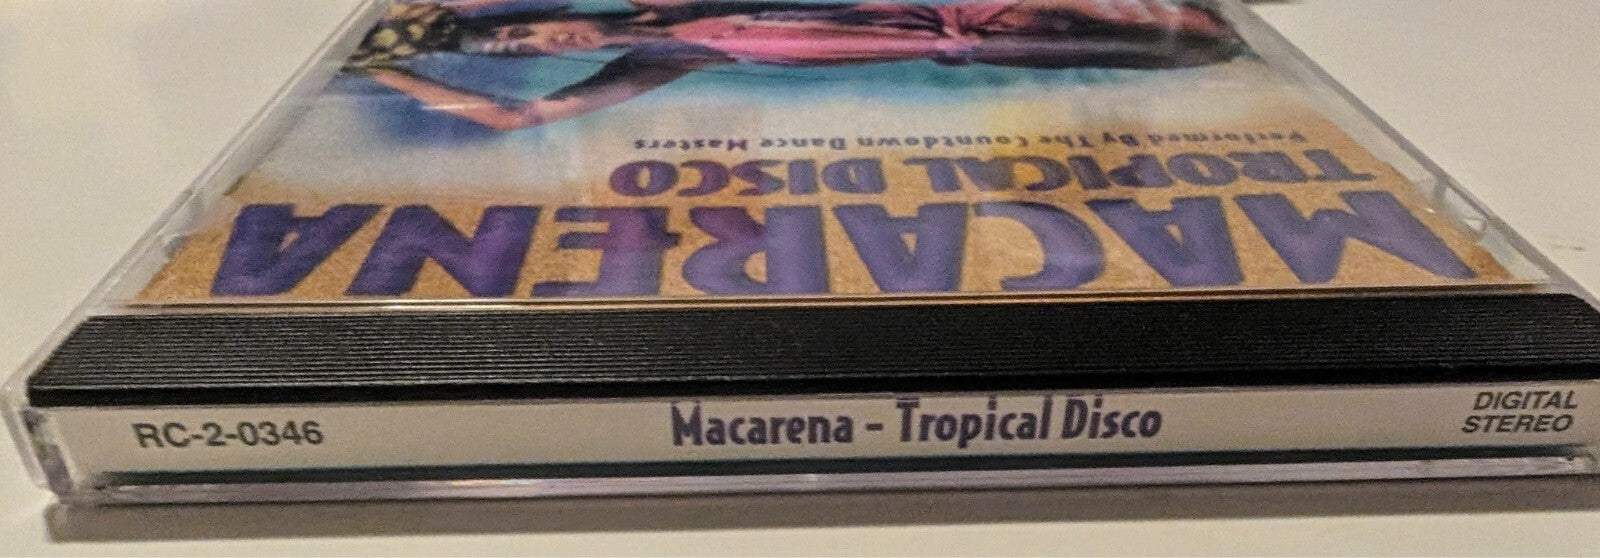 MACARENA
TROPICAL DISCO
Performed By The Countdown Dance Masters
RC-2-0346
Macarena - Tropical Disco
DIGITAL
STEREO